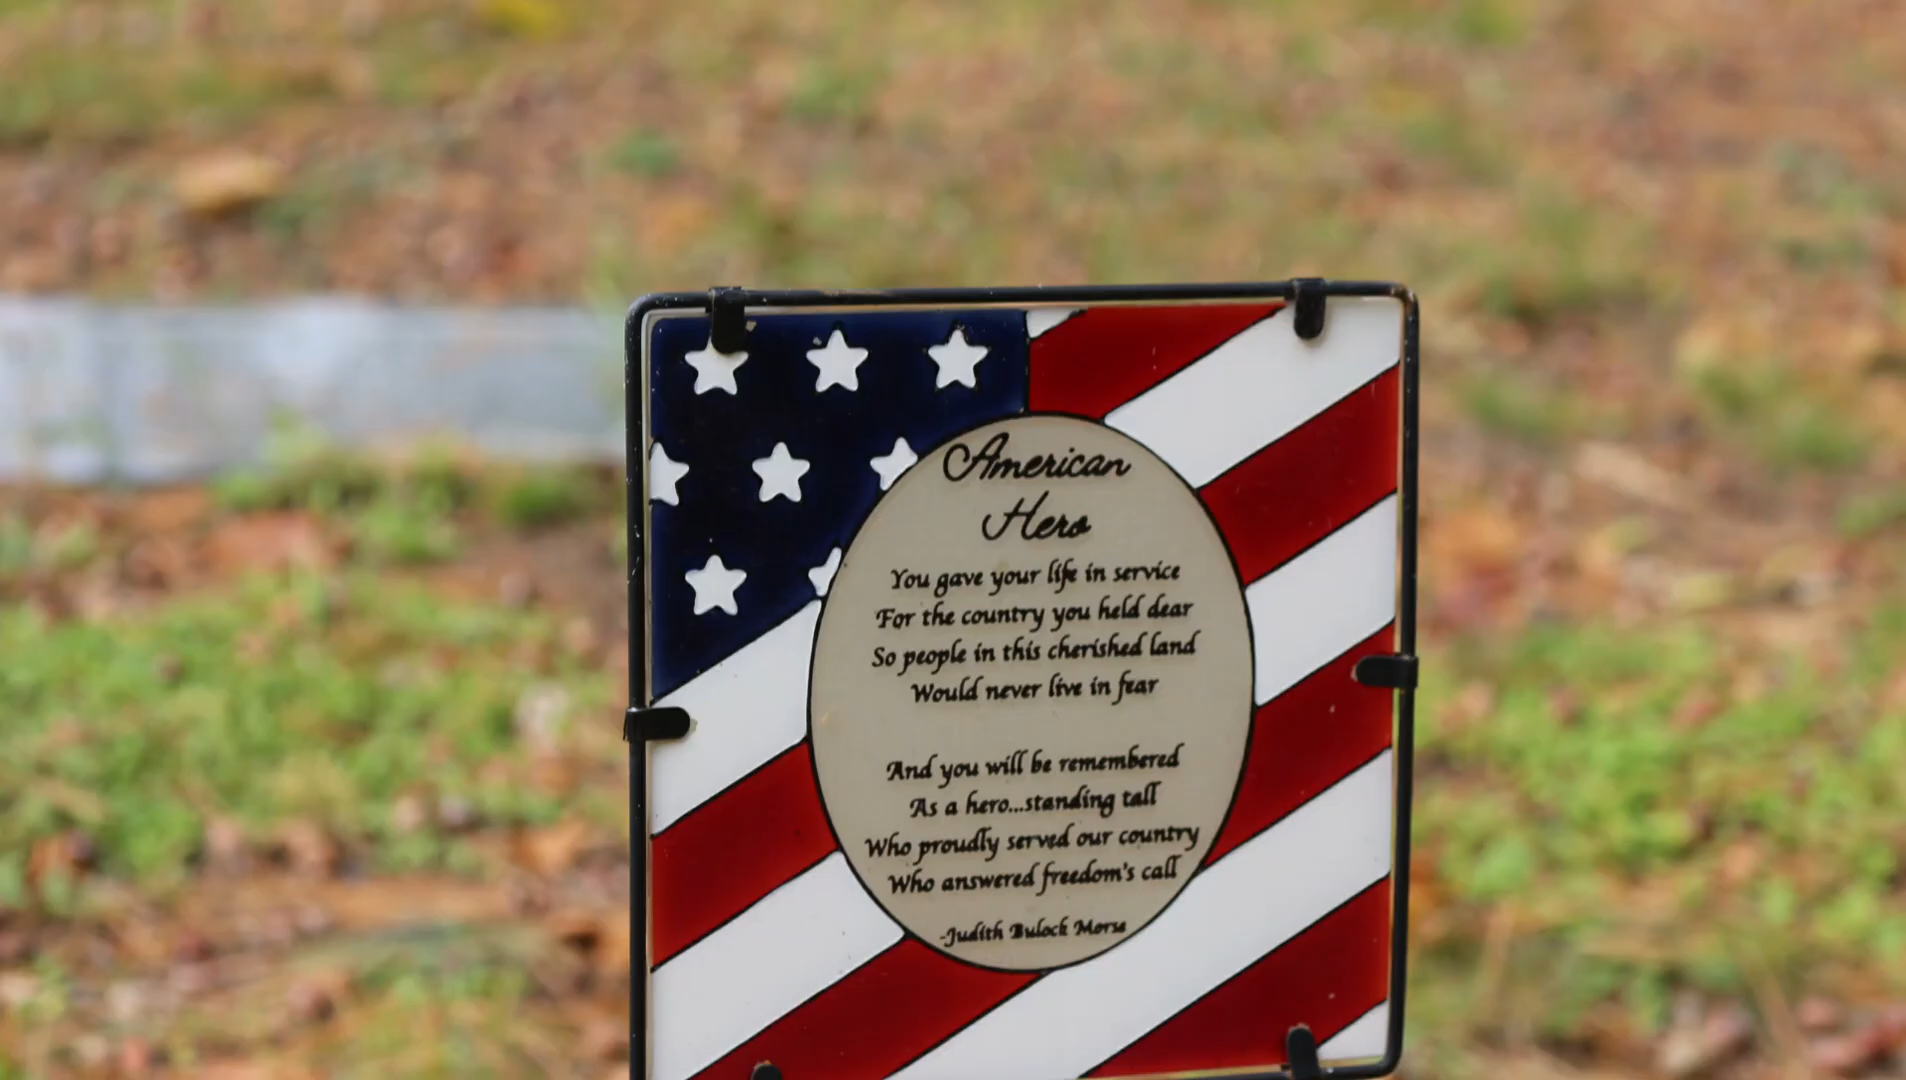 American
Hero
You gave your life in service
For the country you held dear
So people in this cherished land
Would never live in fear
And you will be remembered
As a hero...standing tall
Who proudly served our country
Who answered freedom's call
-Judith Bulock Morse